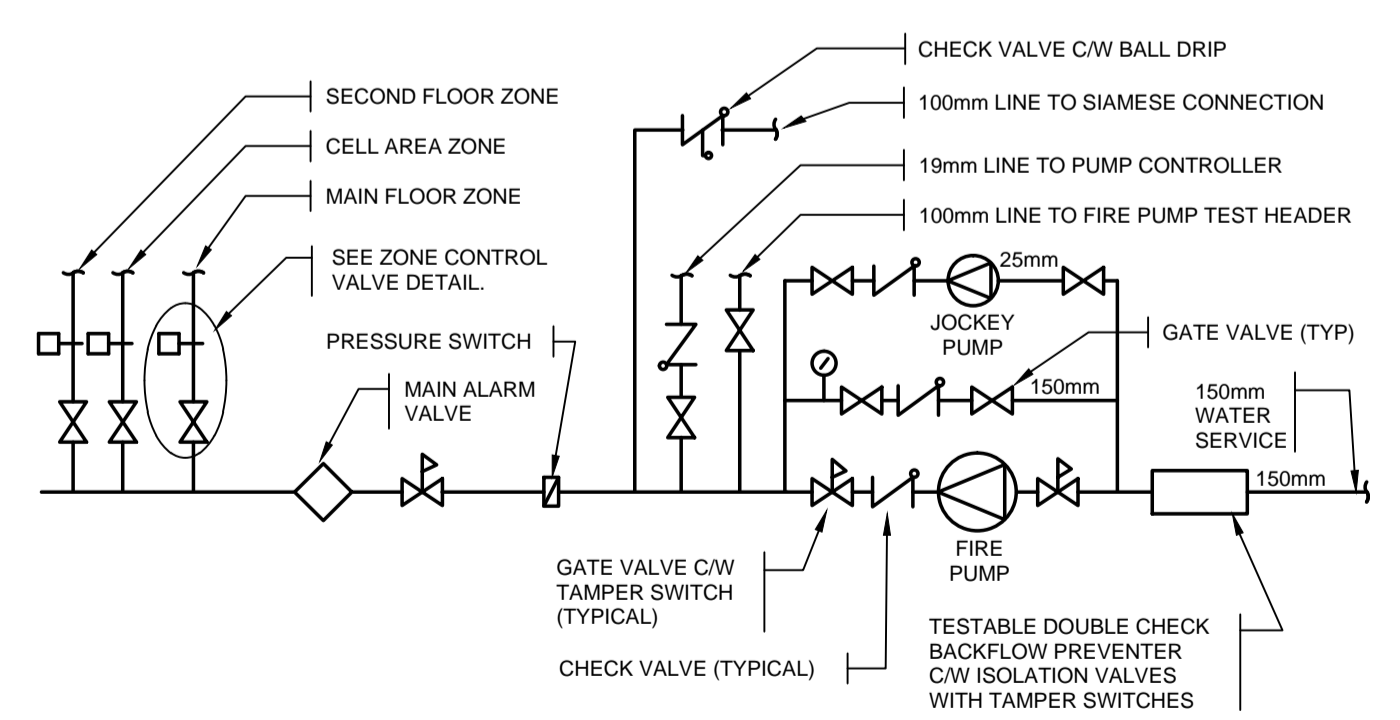 CHECK VALVE C/W BALL DRIP
SECOND FLOOR ZONE
100mm LINE TO SIAMESE CONNECTION
CELL AREA ZONE
19mm LINE TO PUMP CONTROLLER
MAIN FLOOR ZONE
100mm LINE TO FIRE PUMP TEST HEADER
SEE ZONE CONTROL
VALVE DETAIL.
25mm
JOCKEY
PUMP
PRESSURE SWITCH
GATE VALVE (TYP)
MAIN ALARM
VALVE
150mm
150mm
WATER
SERVICE
150mm
FIRE
PUMP
GATE VALVE C/W
TAMPER SWITCH
(TYPICAL)
CHECK VALVE (TYPICAL)
TESTABLE DOUBLE CHECK
BACKFLOW PREVENTER
C/W ISOLATION VALVES
WITH TAMPER SWITCHES